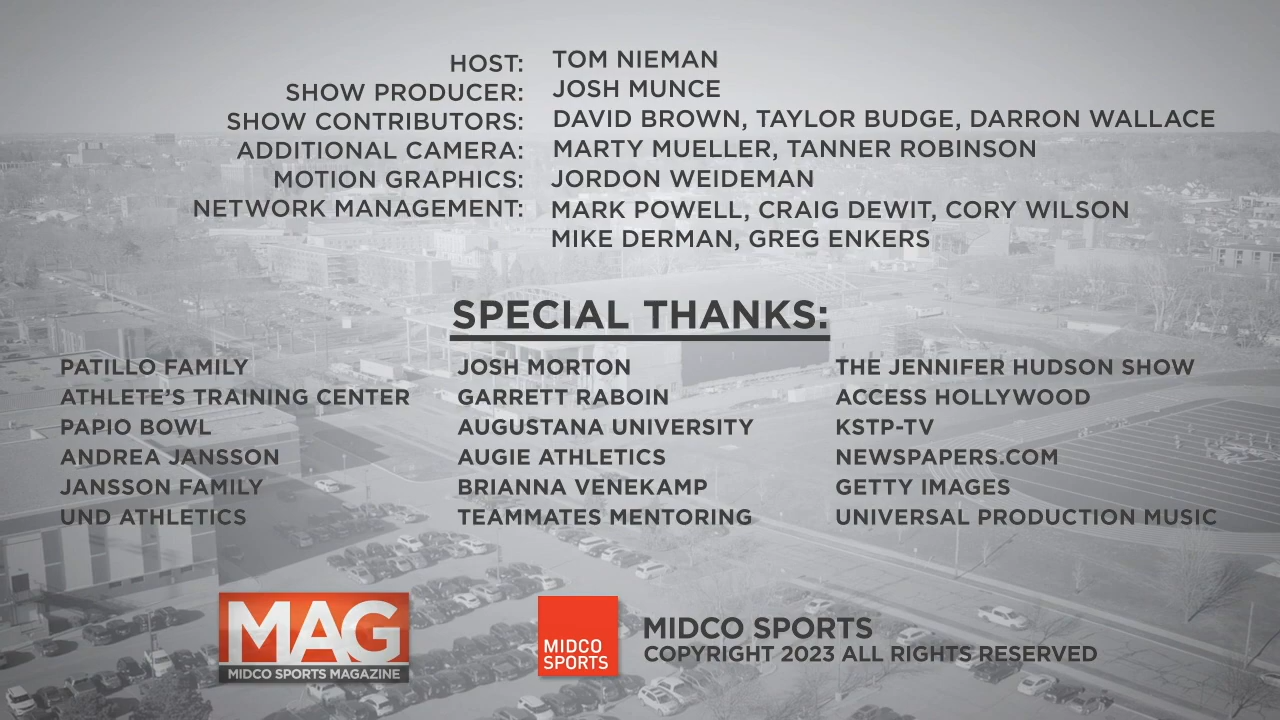 HOST: TOM NIEMAN
SHOW PRODUCER: JOSH MUNCE
SHOW CONTRIBUTORS: DAVID BROWN, TAYLOR BUDGE, DARRON WALLACE
ADDITIONAL CAMERA: MARTY MUELLER, TANNER ROBINSON
MOTION GRAPHICS: JORDON WEIDEMAN
NETWORK MANAGEMENT: MARK POWELL, CRAIG DEWIT, CORY WILSON
MIKE DERMAN, GREG ENKERS
SPECIAL THANKS:
PATILLO FAMILY
ATHLETE'S TRAINING CENTER
PAPIO BOWL
ANDREA JANSSON
JANSSON FAMILY
UND ATHLETICS
JOSH MORTON
GARRETT RABOIN
AUGUSTANA UNIVERSITY
AUGIE ATHLETICS
BRIANNA VENEKAMP
TEAMMATES MENTORING
THE JENNIFER HUDSON SHOW
ACCESS HOLLYWOOD
KSTP-TV
NEWSPAPERS.COM
GETTY IMAGES
UNIVERSAL PRODUCTION MUSIC
MAG
MIDCO SPORTS MAGAZINE
MIDCO
SPORTS
MIDCO SPORTS
COPYRIGHT 2023 ALL RIGHTS RESERVED